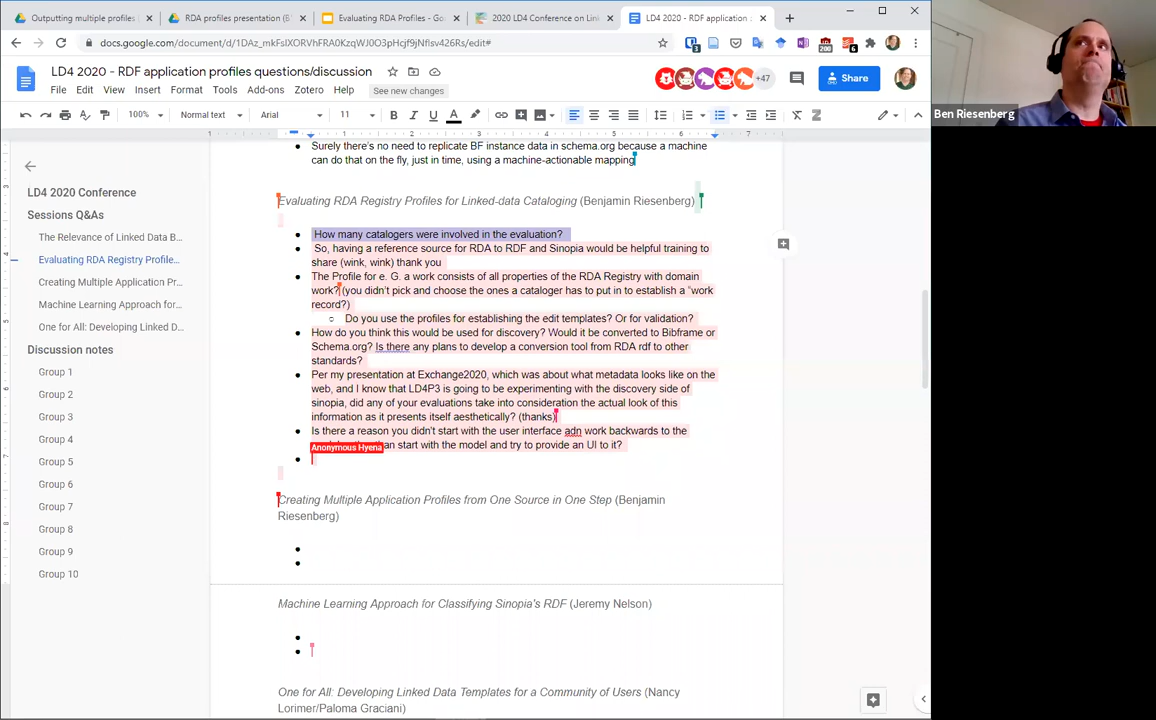 Outputting multiple profiles
RDA profiles presentation (B
Evaluating RDA Profiles - Go
2020 LD4 Conference on Link
LD4 2020 - RDF application
docs.google.com/document/d/1DAz_mkFslXORVhFRA0KzqWJ0O3pHcjf9jNflsv426Rs/edit#
LD4 2020 - RDF application profiles questions/discussion
+47
Share
File Edit View Insert Format Tools Add-ons Zotero Help See new changes
100% Normal text Arial 11
1 1 2 3 4 5 6 7
LD4 2020 Conference
Sessions Q&As
The Relevance of Linked Data B...
Evaluating RDA Registry Profile...
Creating Multiple Application Pr...
Machine Learning Approach for...
One for All: Developing Linked D...
Discussion notes
Group 1
Group 2
Group 3
Group 4
Group 5
Group 6
Group 7
Group 8
Group 9
Group 10
Surely there's no need to replicate BF instance data in schema.org because a machine
can do that on the fly, just in time, using a machine-actionable mapping
Evaluating RDA Registry Profiles for Linked-data Cataloging (Benjamin Riesenberg)
How many catalogers were involved in the evaluation?
So, having a reference source for RDA to RDF and Sinopia would be helpful training to
share (wink, wink) thank you
The Profile for e. G. a work consists of all properties of the RDA Registry with domain
work? (you didn't pick and choose the ones a cataloger has to put in to establish a "work
record?)
Do you use the profiles for establishing the edit templates? Or for validation?
How do you think this would be used for discovery? Would it be converted to Bibframe or
Schema.org? Is there any plans to develop a conversion tool from RDA rdf to other
standards?
Per my presentation at Exchange2020, which was about what metadata looks like on the
web, and I know that LD4P3 is going to be experimenting with the discovery side of
sinopia, did any of your evaluations take into consideration the actual look of this
information as it presents itself aesthetically? (thanks)
Is there a reason you didn't start with the user interface adn work backwards to the
Anonymous Hyena
an start with the model and try to provide an UI to it?
Creating Multiple Application Profiles from One Source in One Step (Benjamin
Riesenberg)
Machine Learning Approach for Classifying Sinopia's RDF (Jeremy Nelson)
One for All: Developing Linked Data Templates for a Community of Users (Nancy
Lorimer/Paloma Graciani)
Ben Riesenberg